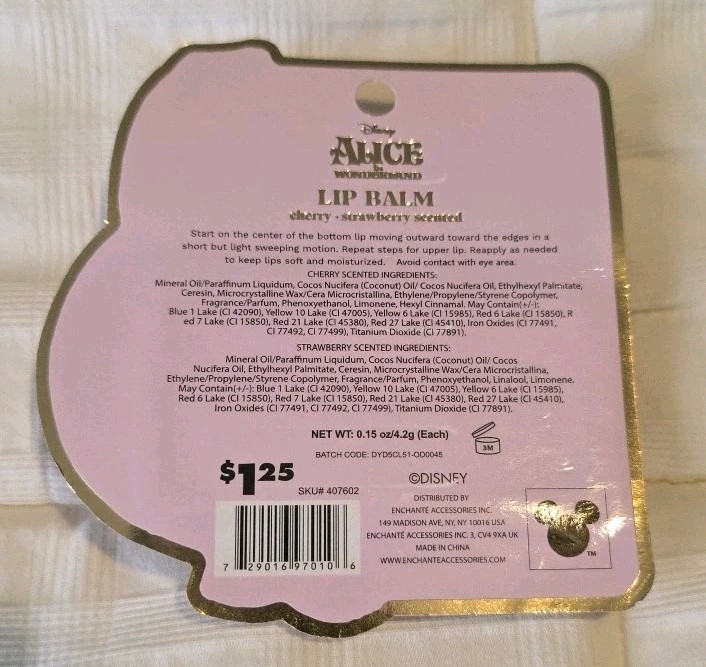 Disney
ALICE
in
WONDERLAND
LIP BALM
cherry • strawberry scented
Start on the center of the bottom lip moving outward toward the edges in a
short but light sweeping motion. Repeat steps for upper lip. Reapply as needed
to keep lips soft and moisturized. Avoid contact with eye area.
CHERRY SCENTED INGREDIENTS:
Mineral Oil/Paraffinum Liquidum, Cocos Nucifera (Coconut) Oil/ Cocos Nucifera Oil, Ethylhexyl Palmitate,
Ceresin, Microcrystalline Wax/Cera Microcristallina, Ethylene/Propylene/Styrene Copolymer,
Fragrance/Parfum, Phenoxyethanol, Limonene, Hexyl Cinnamal. May Contain(+/-):
Blue 1 Lake (CI 42090), Yellow 10 Lake (CI 47005), Yellow 6 Lake (CI 15985), Red 6 Lake (CI 15850), R
ed 7 Lake (CI 15850), Red 21 Lake (CI 45380), Red 27 Lake (CI 45410), Iron Oxides (CI 77491,
CI 77492, CI 77499), Titanium Dioxide (CI 77891).
STRAWBERRY SCENTED INGREDIENTS:
Mineral Oil/Paraffinum Liquidum, Cocos Nucifera (Coconut) Oil/ Cocos
Nucifera Oil, Ethylhexyl Palmitate, Ceresin, Microcrystalline Wax/Cera Microcristallina,
Ethylene/Propylene/Styrene Copolymer, Fragrance/Parfum, Phenoxyethanol, Linalool, Limonene.
May Contain(+/-): Blue 1 Lake (CI 42090), Yellow 10 Lake (CI 47005), Yellow 6 Lake (CI 15985),
Red 6 Lake (CI 15850), Red 7 Lake (CI 15850), Red 21 Lake (CI 45380), Red 27 Lake (CI 45410),
Iron Oxides (CI 77491, CI 77492, CI 77499), Titanium Dioxide (CI 77891).
NET WT: 0.15 oz/4.2g (Each)
3M
BATCH CODE: DYD5CL51-OD0045
$1.25
SKU# 407602
7 29016 97010 6
©DISNEY
DISTRIBUTED BY
ENCHANTÉ ACCESSORIES INC.
149 MADISON AVE, NY, NY 10016 USA
ENCHANTÉ ACCESSORIES INC. 3, CV4 9XA UK
MADE IN CHINA
WWW.ENCHANTEACCESSORIES.COM
TM